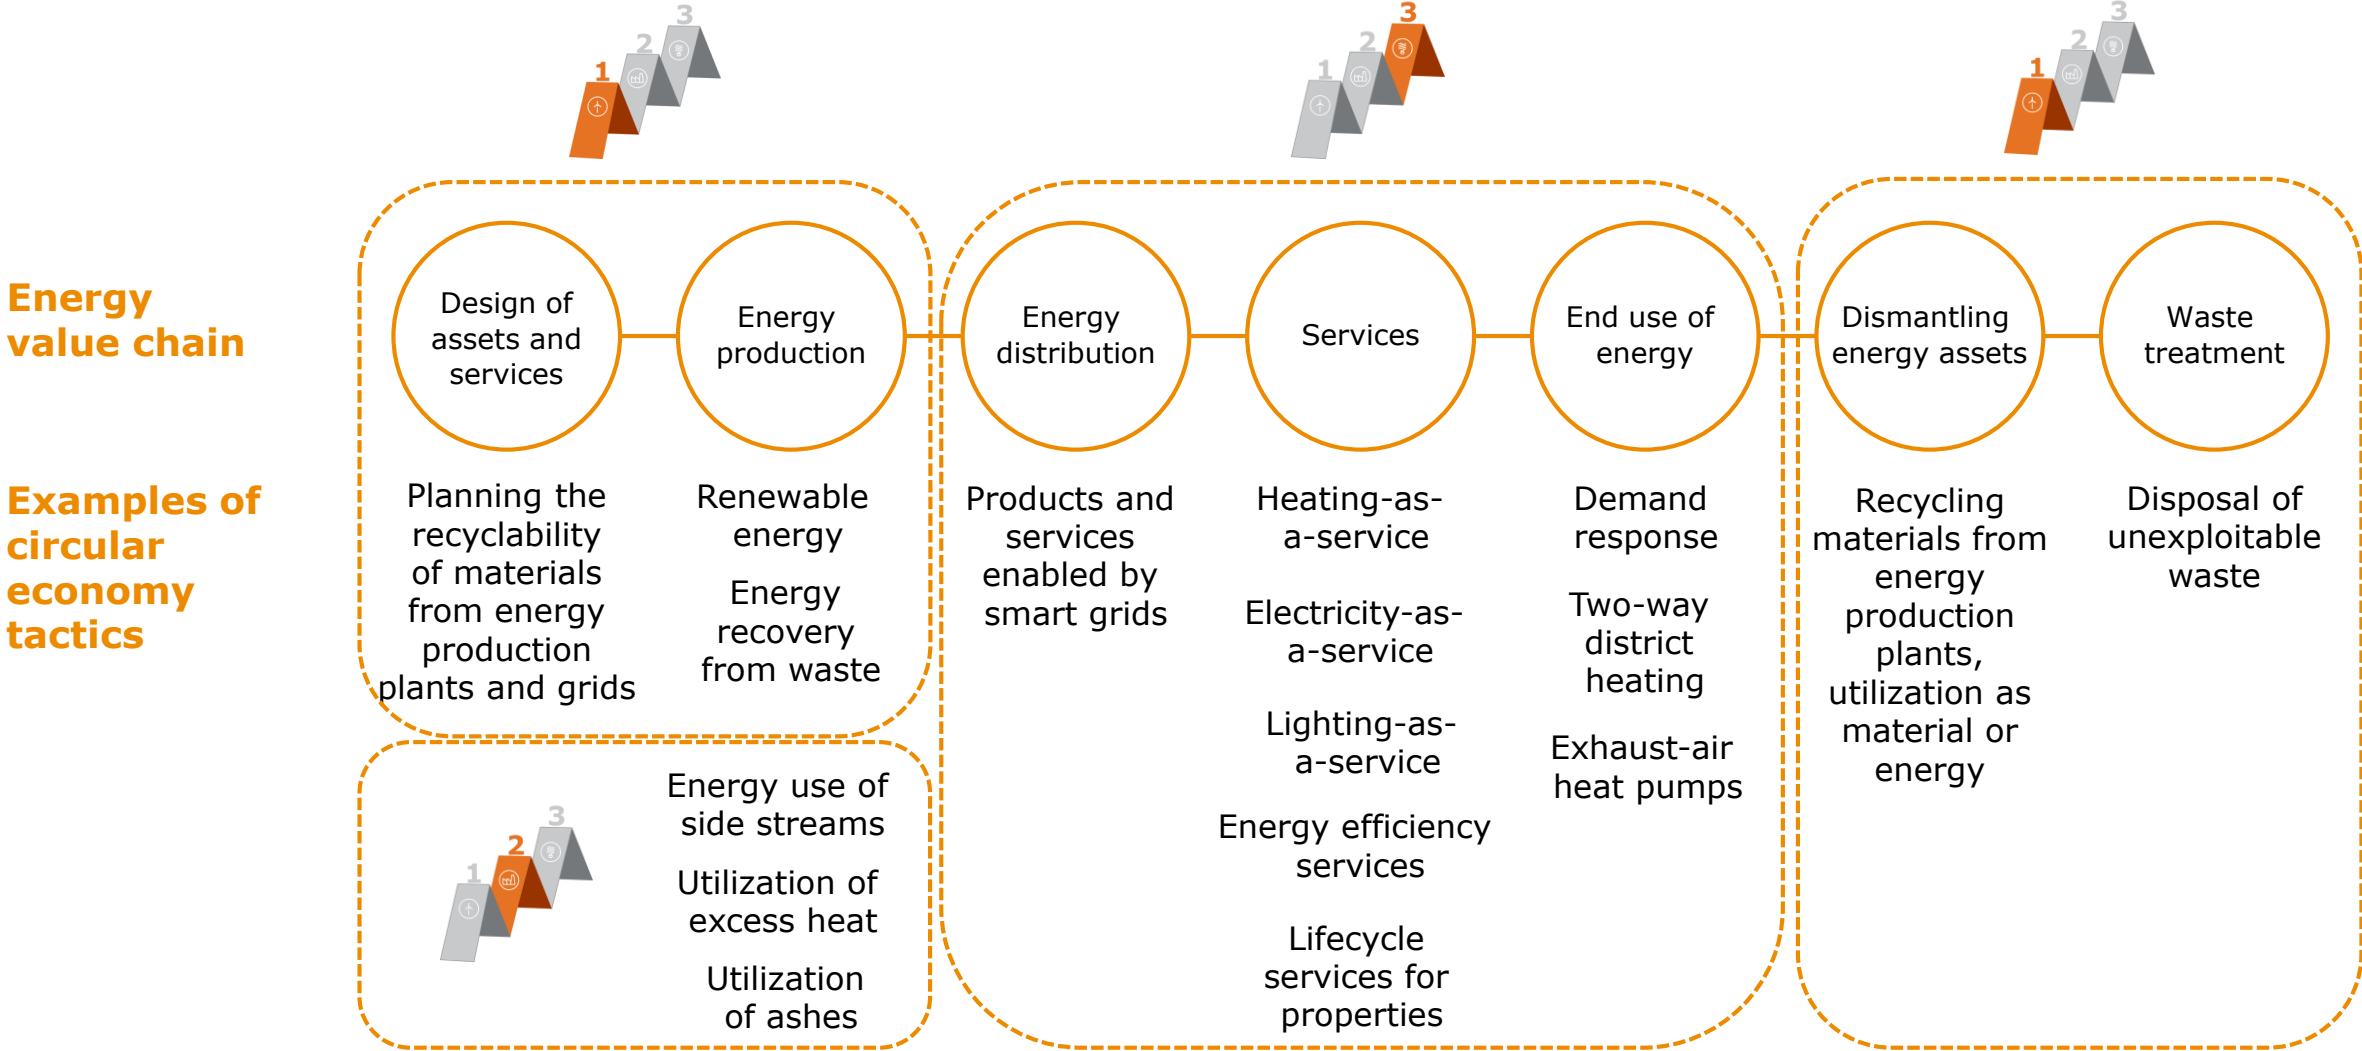 1
2
3
1
2
3
1
2
3
Energy
value chain
Design of
assets and
services
Energy
production
Energy
distribution
Services
End use of
energy
Dismantling
energy assets
Waste
treatment
Examples of
circular
economy
tactics
Planning the
recyclability
of materials
from energy
production
plants and grids
Renewable
energy
Energy
recovery
from waste
1
2
3
Energy use of
side streams
Utilization of
excess heat
Utilization
of ashes
Products and
services
enabled by
smart grids
Heating-as-
a-service
Electricity-as-
a-service
Lighting-as-
a-service
Energy efficiency
services
Lifecycle
services for
properties
Demand
response
Two-way
district
heating
Exhaust-air
heat pumps
Recycling
materials from
energy
production
plants,
utilization as
material or
energy
Disposal of
unexploitable
waste